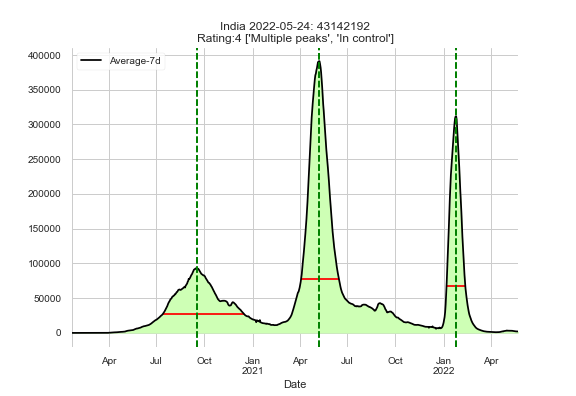 India 2022-05-24: 43142192
Rating:4 ['Multiple peaks', 'In control']
Average-7d
400000
350000
300000
250000
200000
150000
100000
50000
0
Apr Jul Oct Jan Apr Jul Oct Jan Apr
2021 2022
Date